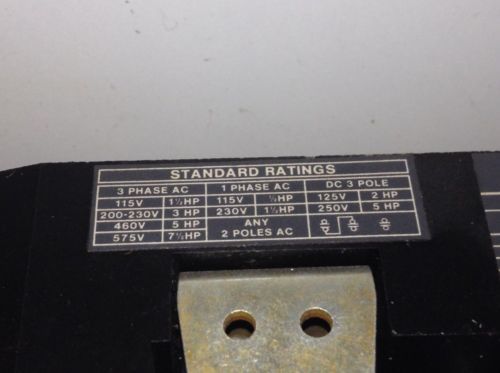 STANDARD RATINGS
3 PHASE AC 1 PHASE AC DC 3 POLE
115V 1½HP 115V ½HP 125V 2 HP
200-230V 3 HP 230V 1½HP 250V 5 HP
460V 5 HP ANY
575V 7½HP 2 POLES AC